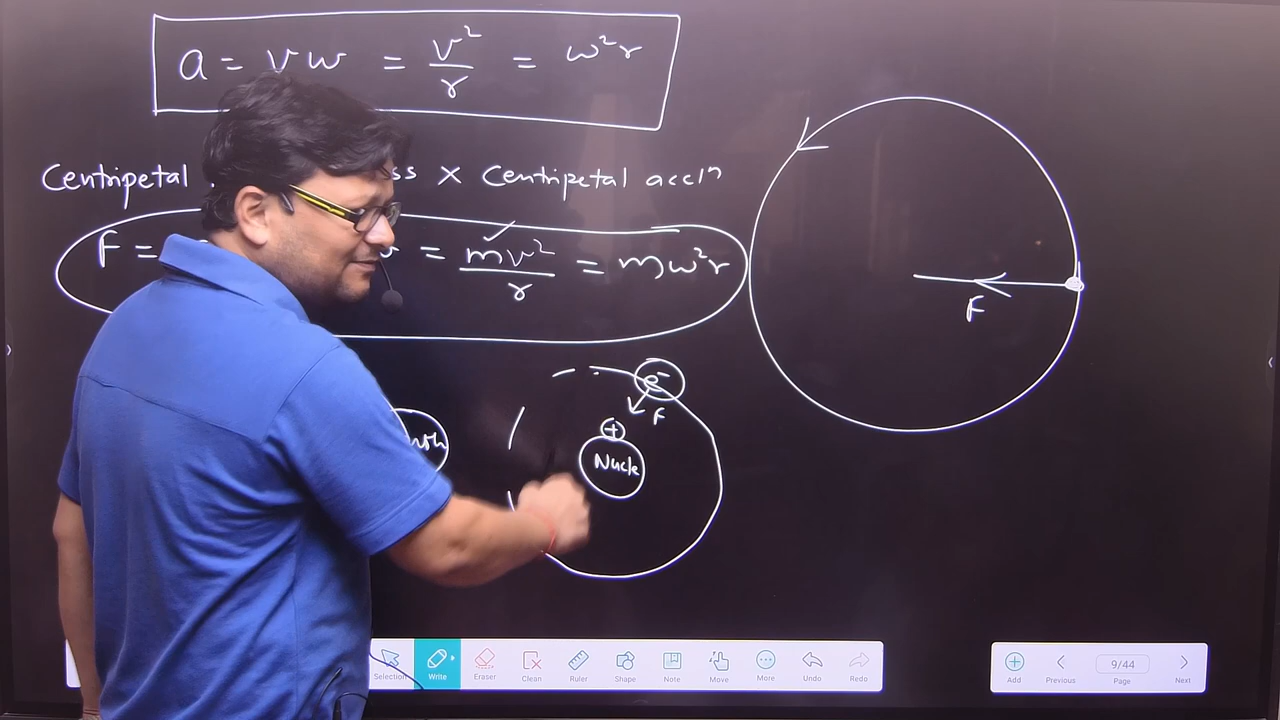 a = vω = v²/r = ω²r
Centripetal × Centripetal accⁿ
F = = mv²/r = mω²r
F
e⁻
F
+
Nucle
Selection Write Eraser Clean Ruler Shape Note Move More Undo Redo
Add Previous 9/44 Page Next